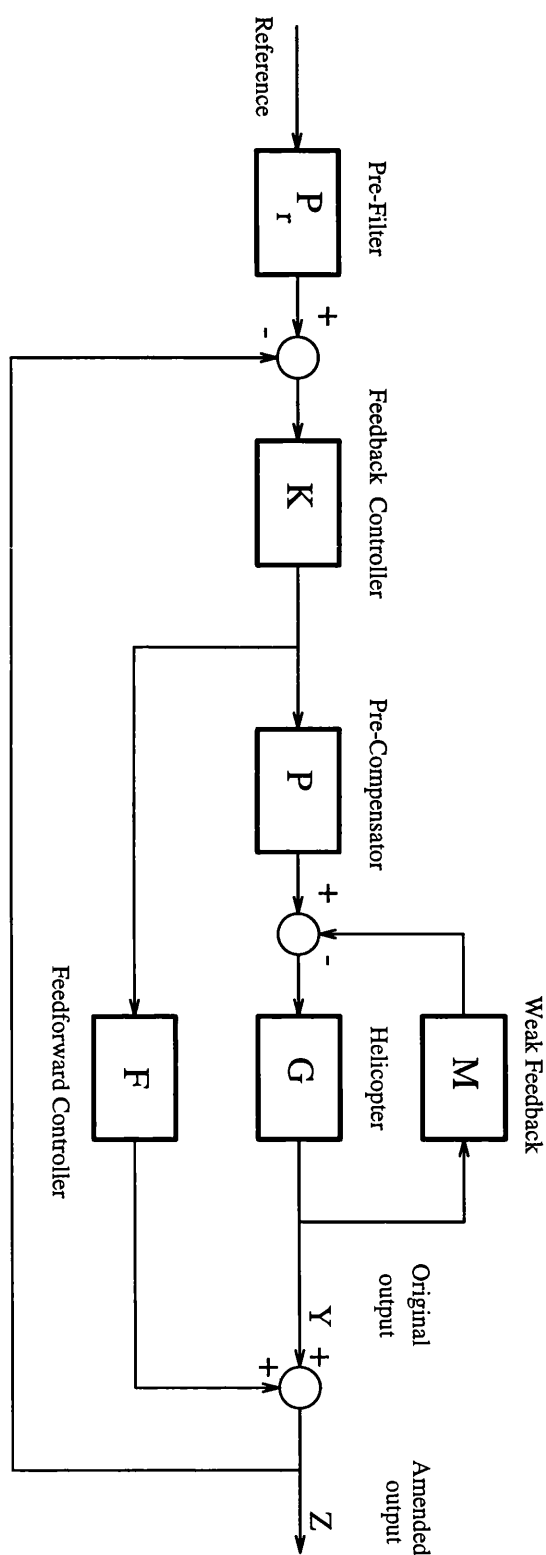 Weak Feedback
M
Pre-Filter
Feedback Controller
Pre-Compensator
Helicopter
Original
output
Amended
output
Reference
P
r
+
-
K
P
+
-
G
Y
+
+
Z
F
Feedforward Controller